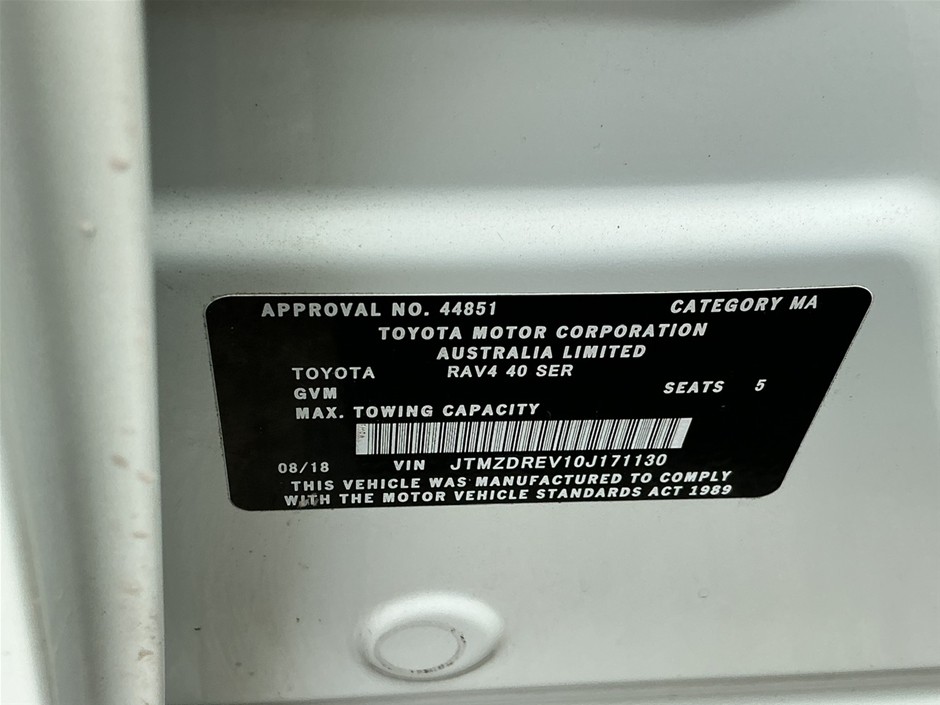 APPROVAL NO. 44851 CATEGORY MA
TOYOTA MOTOR CORPORATION
AUSTRALIA LIMITED
TOYOTA RAV4 40 SER
GVM SEATS 5
MAX. TOWING CAPACITY
08/18 VIN JTMZDREV10J171130
THIS VEHICLE WAS MANUFACTURED TO COMPLY
WITH THE MOTOR VEHICLE STANDARDS ACT 1989